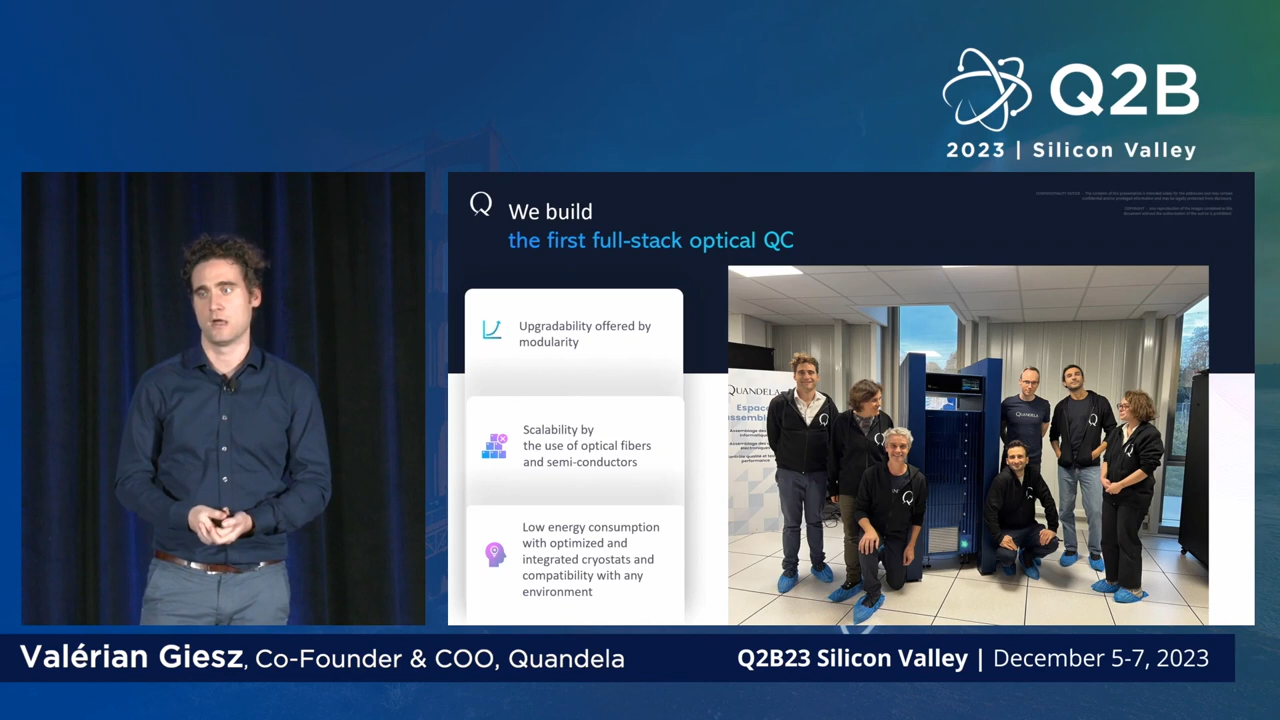 Q2B
2023 | Silicon Valley
Q
We build
the first full-stack optical QC
Upgradability offered by
modularity
Scalability by
the use of optical fibers
and semi-conductors
Low energy consumption
with optimized and
integrated cryostats and
compatibility with any
environment
QUANDELA
Espace
QUANDELA
Valérian Giesz, Co-Founder & COO, Quandela
Q2B23 Silicon Valley | December 5-7, 2023